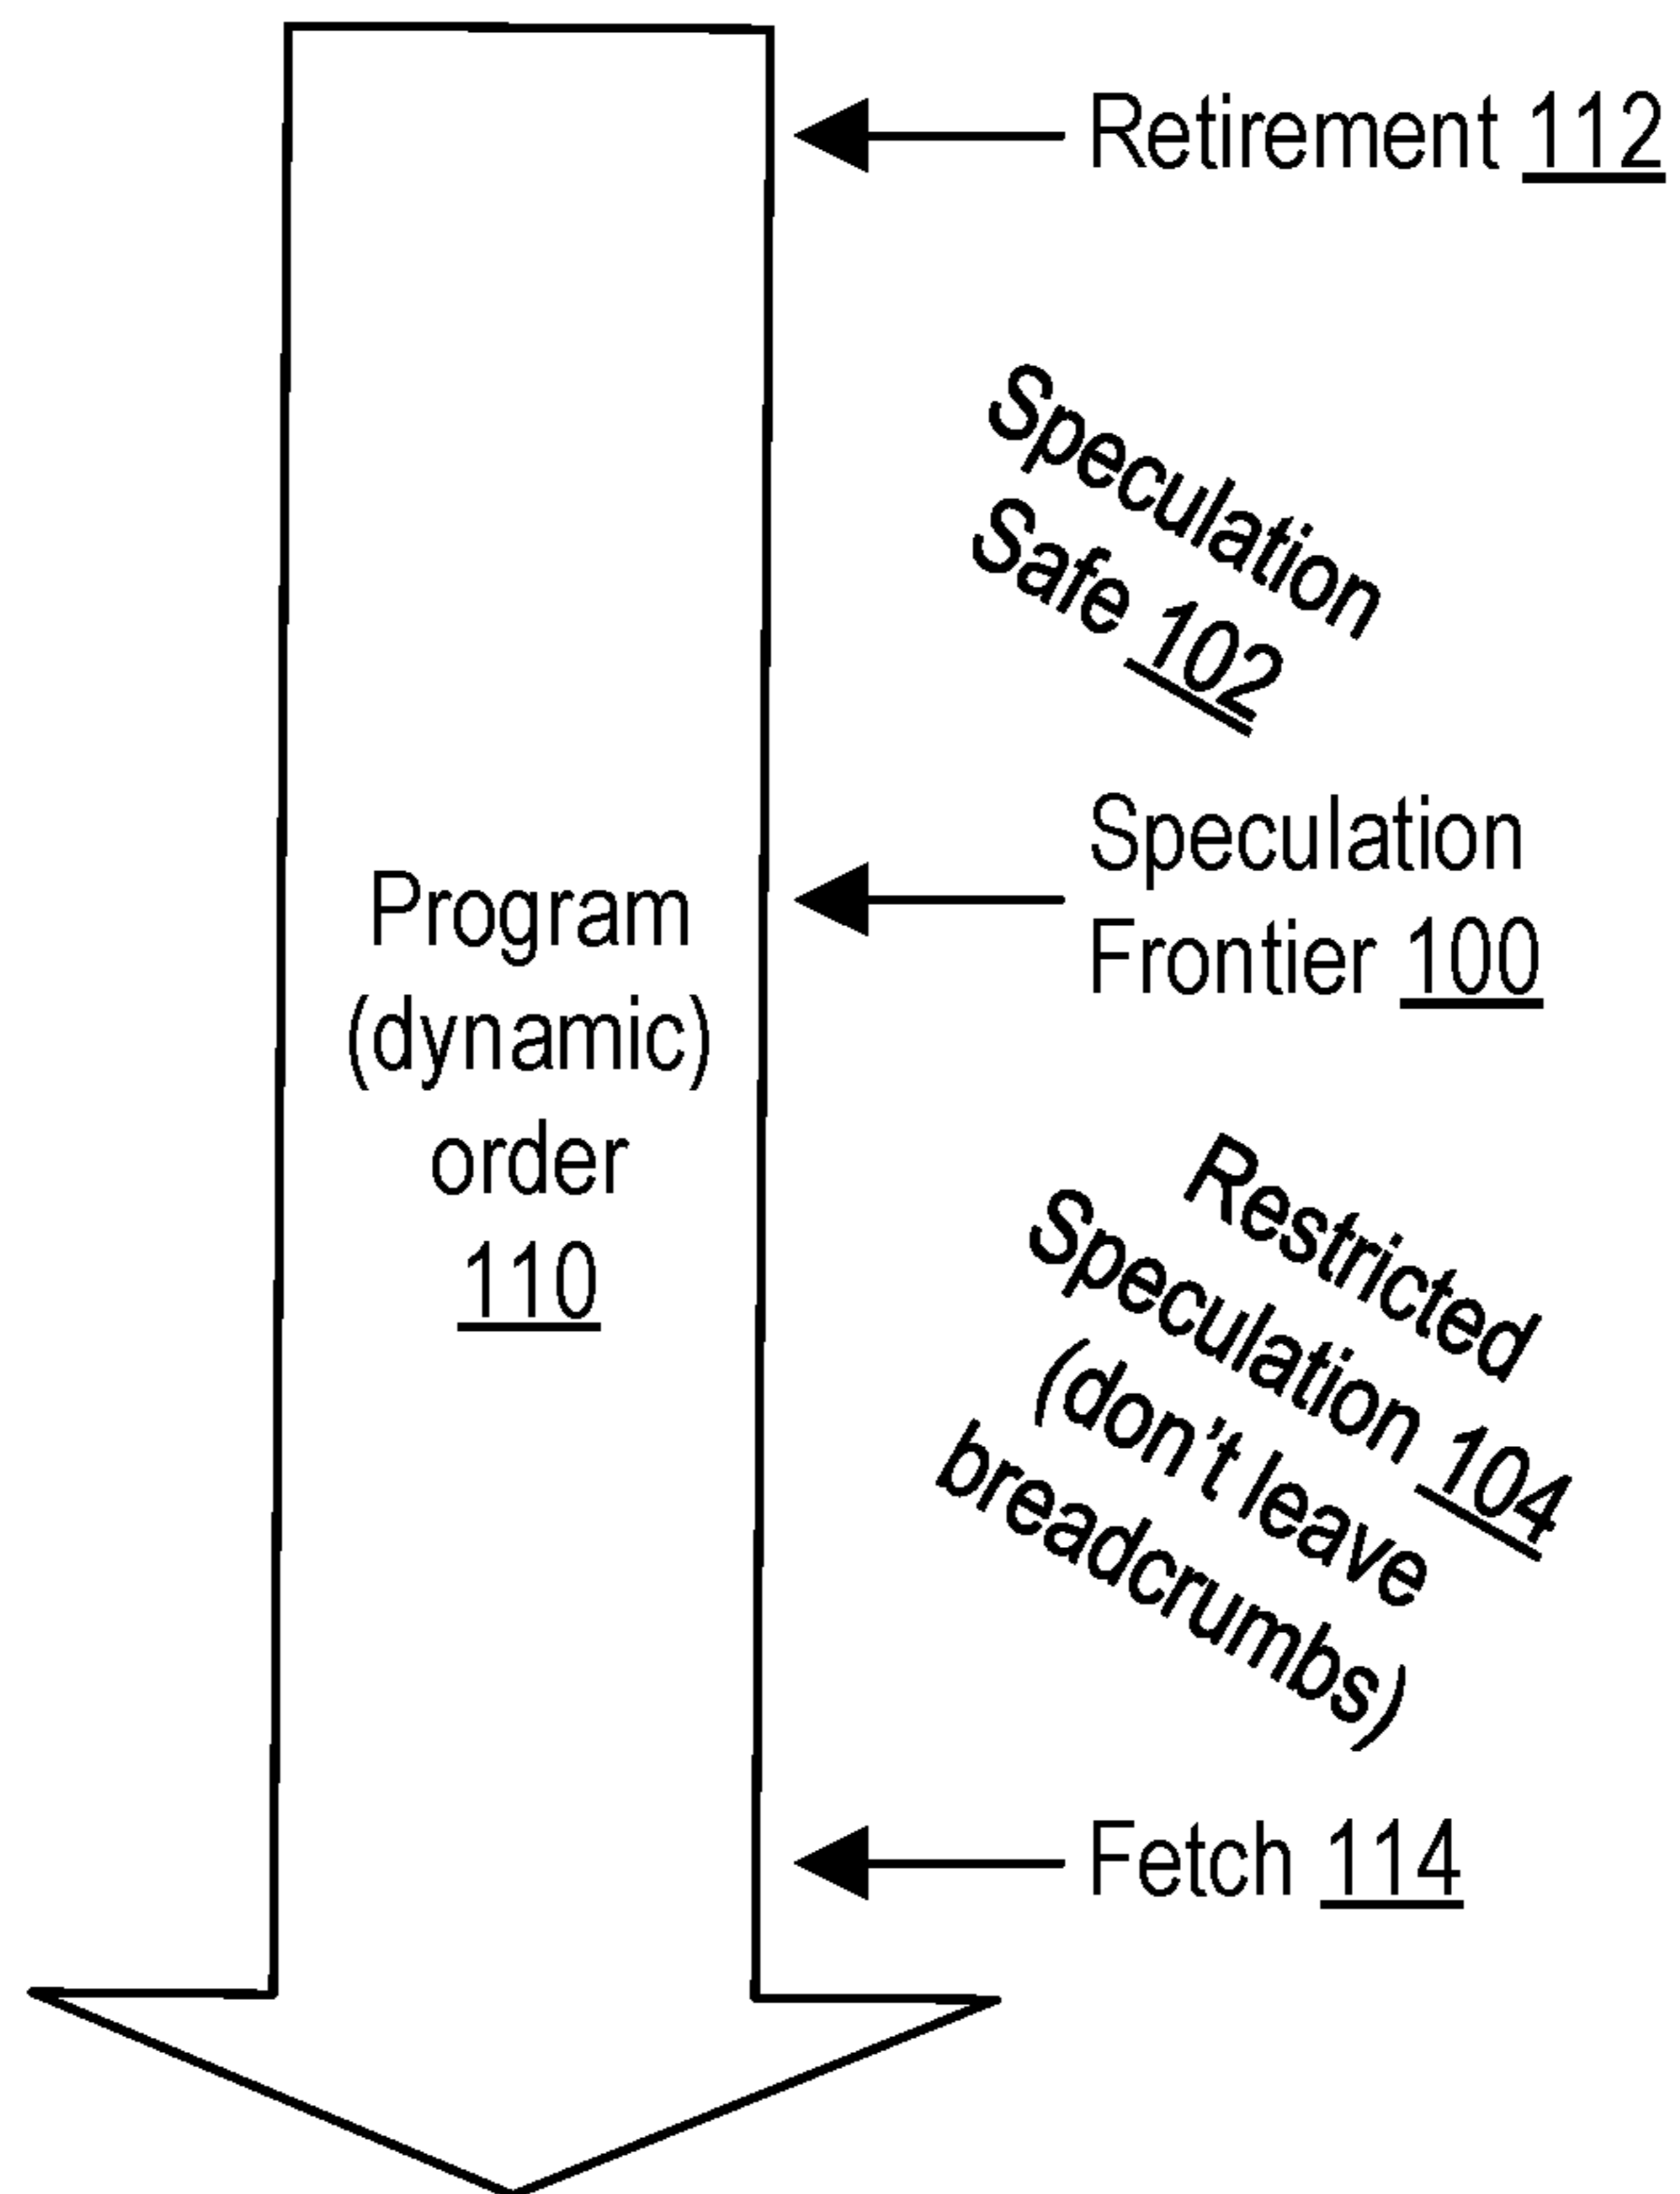 Retirement 112
Speculation
Safe 102
Speculation
Frontier 100
Program
(dynamic)
order
110
Restricted
Speculation 104
(don't leave
breadcrumbs)
Fetch 114